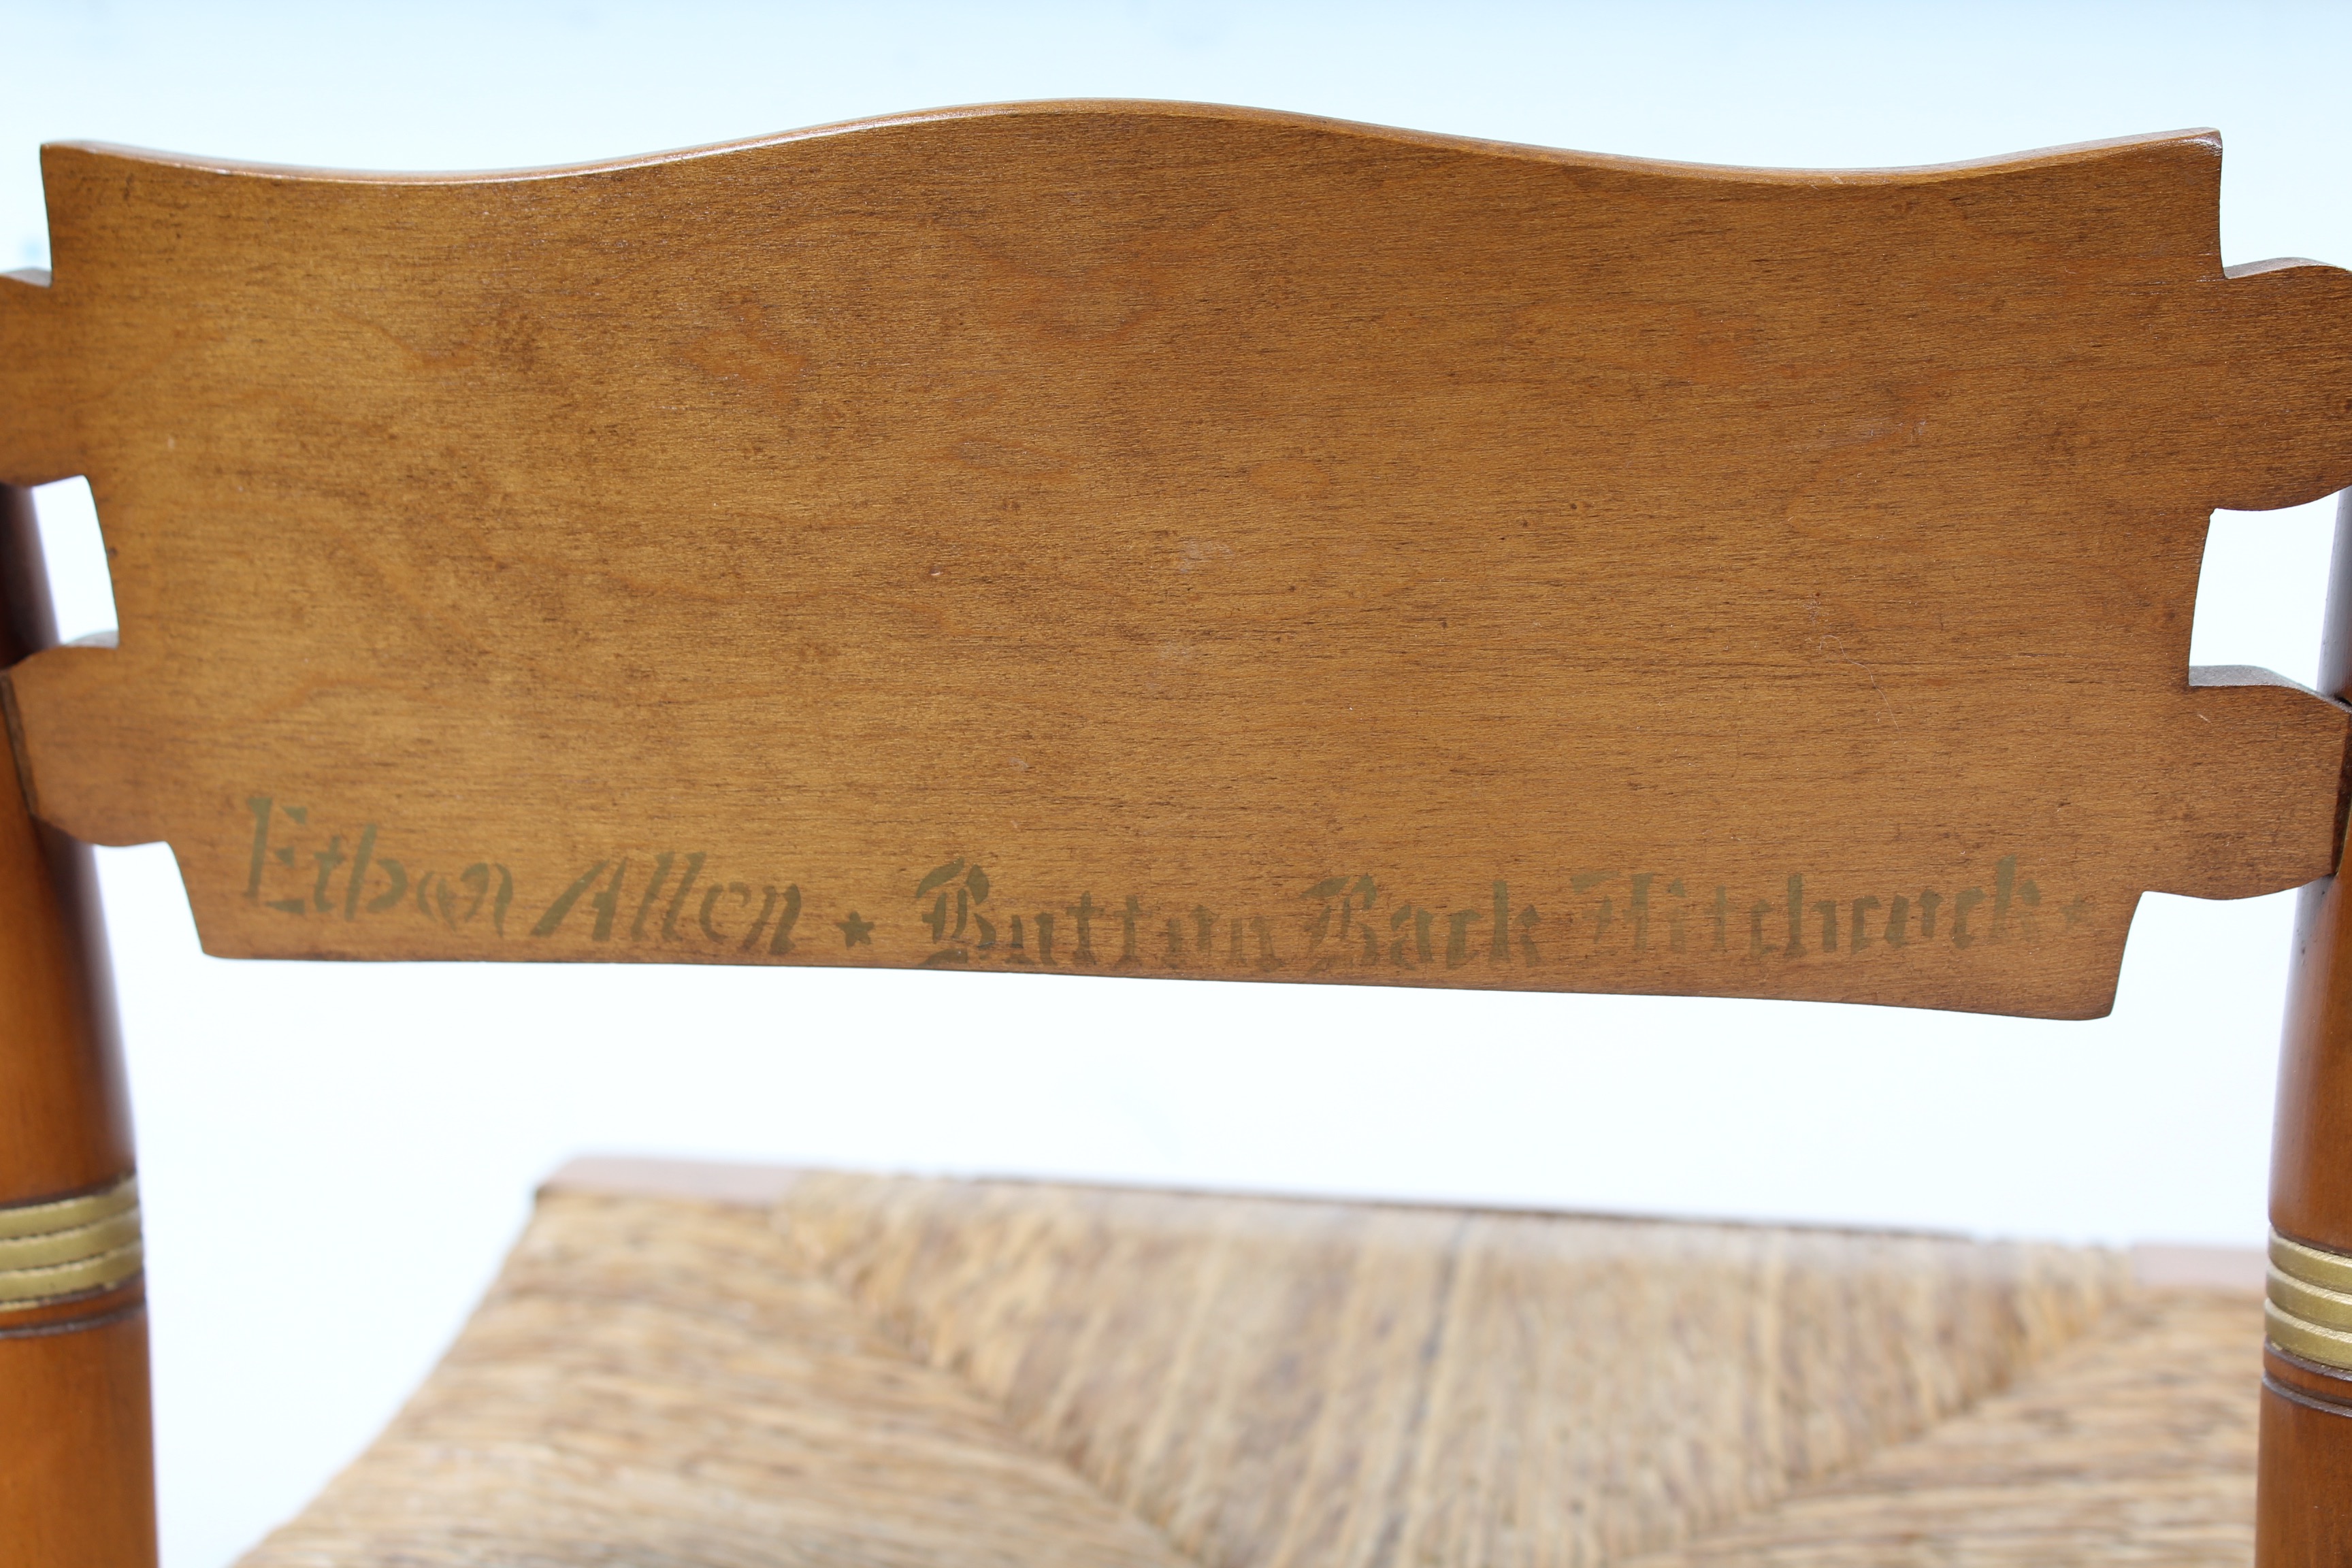 Ethan Allen ★ Button Back Hitchcock ★